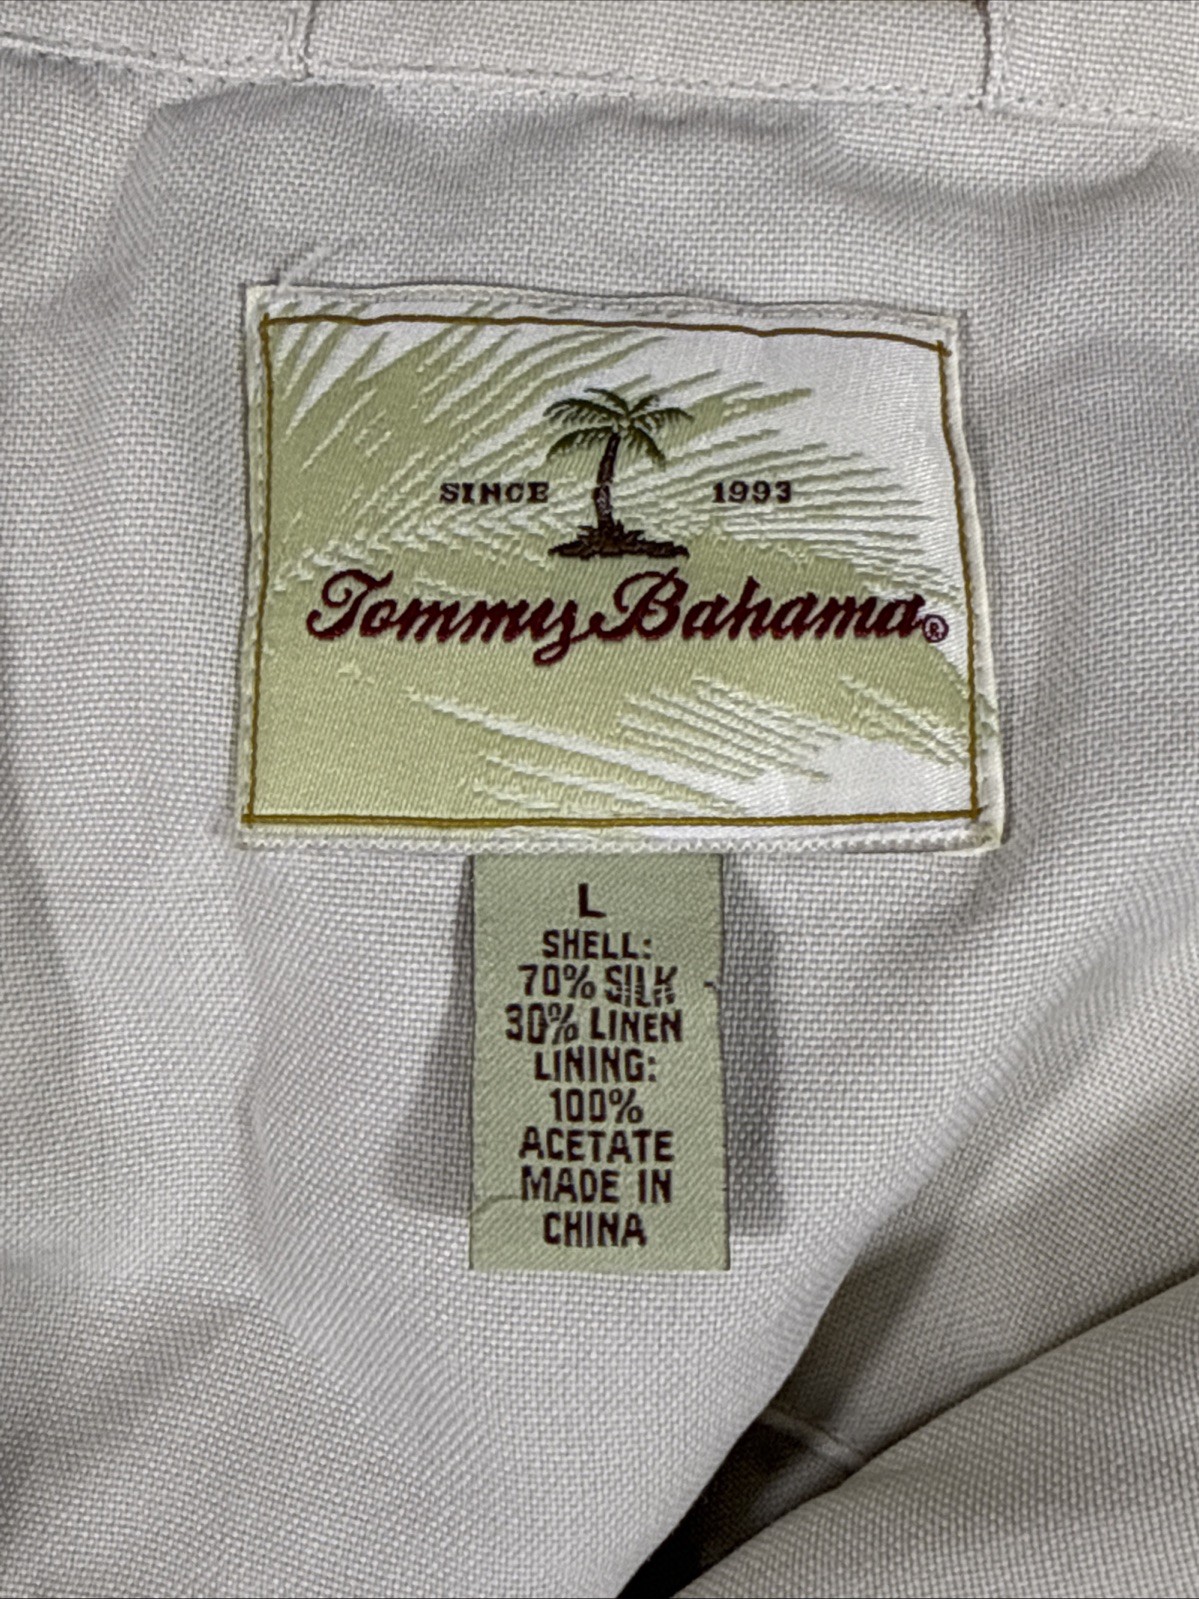 SINCE 1993
Tommy Bahama®
L
SHELL:
70% SILK
30% LINEN
LINING:
100%
ACETATE
MADE IN
CHINA